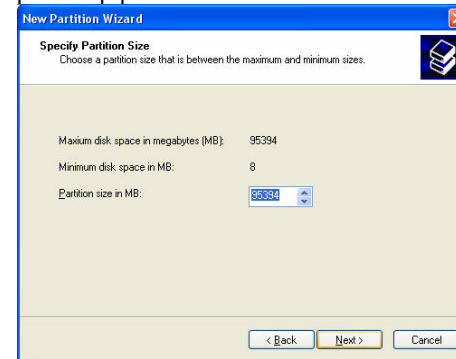 New Partition Wizard
Specify Partition Size
Choose a partition size that is between the maximum and minimum sizes.
Maxium disk space in megabytes (MB): 95394
Minimum disk space in MB: 8
Partition size in MB: 95394
< Back Next > Cancel